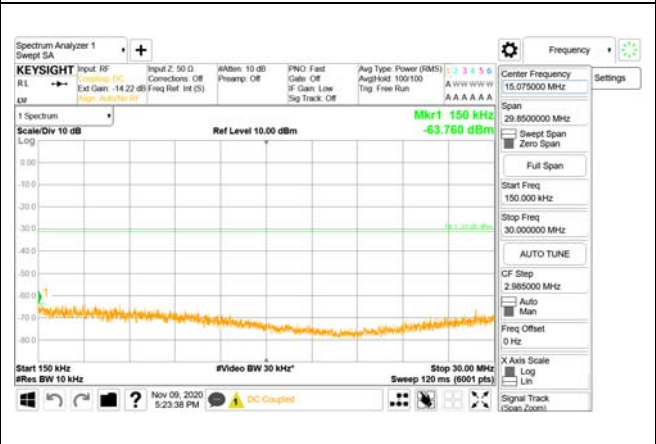 Spectrum Analyzer 1
Swept SA
Frequency
KEYSIGHT
RL
Input: RF
Coupling: DC
Ext Gain: -14.22 dB
Align: Auto/No RF
Input Z: 50 Ω
Corrections: Off
Freq Ref: Int (S)
#Atten: 10 dB
Preamp: Off
PNO: Fast
Gate: Off
IF Gain: Low
Sig Track: Off
Avg Type: Power (RMS)
Avg|Hold: 100/100
Trig: Free Run
1 2 3 4 5 6
A W W W W W
A A A A A A
1 Spectrum
Scale/Div 10 dB
Log
Ref Level 10.00 dBm
Mkr1 150 kHz
-63.760 dBm
0.00
-10.0
-20.0
-30.0
-40.0
-50.0
-60.0
-70.0
-80.0
1
Start 150 kHz
#Res BW 10 kHz
#Video BW 30 kHz*
Stop 30.00 MHz
Sweep 120 ms (6001 pts)
Nov 09, 2020
5:23:38 PM
DC Coupled
Center Frequency
15.075000 MHz
Settings
Span
29.8500000 MHz
Swept Span
Zero Span
Full Span
Start Freq
150.000 kHz
Stop Freq
30.000000 MHz
AUTO TUNE
CF Step
2.985000 MHz
Auto
Man
Freq Offset
0 Hz
X Axis Scale
Log
Lin
Signal Track
(Span Zoom)